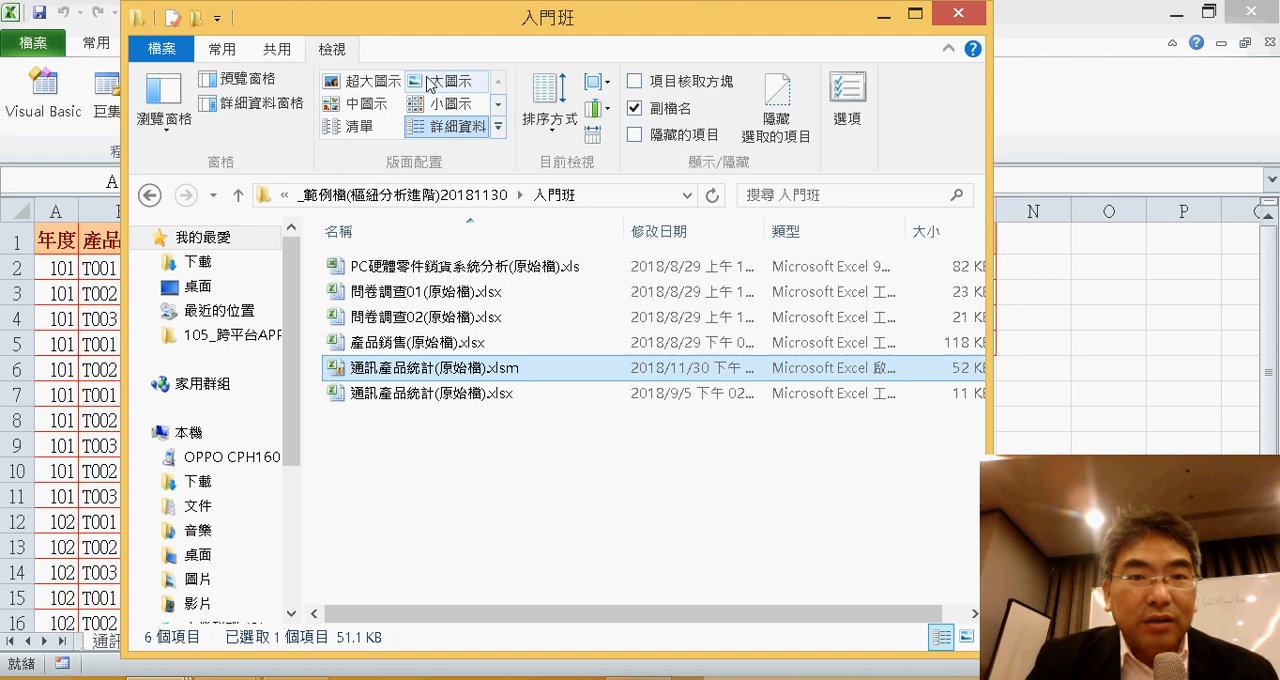 入門班
檔案
常用
檔案
常用
共用
檢視
Visual Basic
巨集
瀏覽窗格
預覽窗格
詳細資料窗格
窗格
超大圖示
大圖示
中圖示
小圖示
清單
詳細資料
版面配置
排序方式
目前檢視
項目核取方塊
副檔名
隱藏的項目
隱藏
選取的項目
顯示/隱藏
選項
« _範例檔(樞紐分析進階)20181130 入門班
搜尋 入門班
名稱
修改日期
類型
大小
PC硬體零件銷貨系統分析(原始檔).xls 2018/8/29 上午 1... Microsoft Excel 9... 82 KB
問卷調查01(原始檔).xlsx 2018/8/29 上午 1... Microsoft Excel 工... 23 KB
問卷調查02(原始檔).xlsx 2018/8/29 上午 1... Microsoft Excel 工... 21 KB
產品銷售(原始檔).xlsx 2018/8/29 下午 0... Microsoft Excel 工... 118 KB
通訊產品統計(原始檔).xlsm 2018/11/30 下午 ... Microsoft Excel 啟... 52 KB
通訊產品統計(原始檔).xlsx 2018/9/5 下午 02... Microsoft Excel 工... 11 KB
我的最愛
下載
桌面
最近的位置
105_跨平台APP
家用群組
本機
OPPO CPH160
下載
文件
音樂
桌面
圖片
影片
6 個項目 已選取 1 個項目 51.1 KB
A
A
N O P
1 年度 產品
2 101 T001
3 101 T002
4 101 T003
5 101 T001
6 101 T002
7 101 T001
8 101 T002
9 101 T003
10 101 T002
11 101 T003
12 102 T001
13 102 T002
14 102 T003
15 102 T001
16 102 T002
通訊
就緒